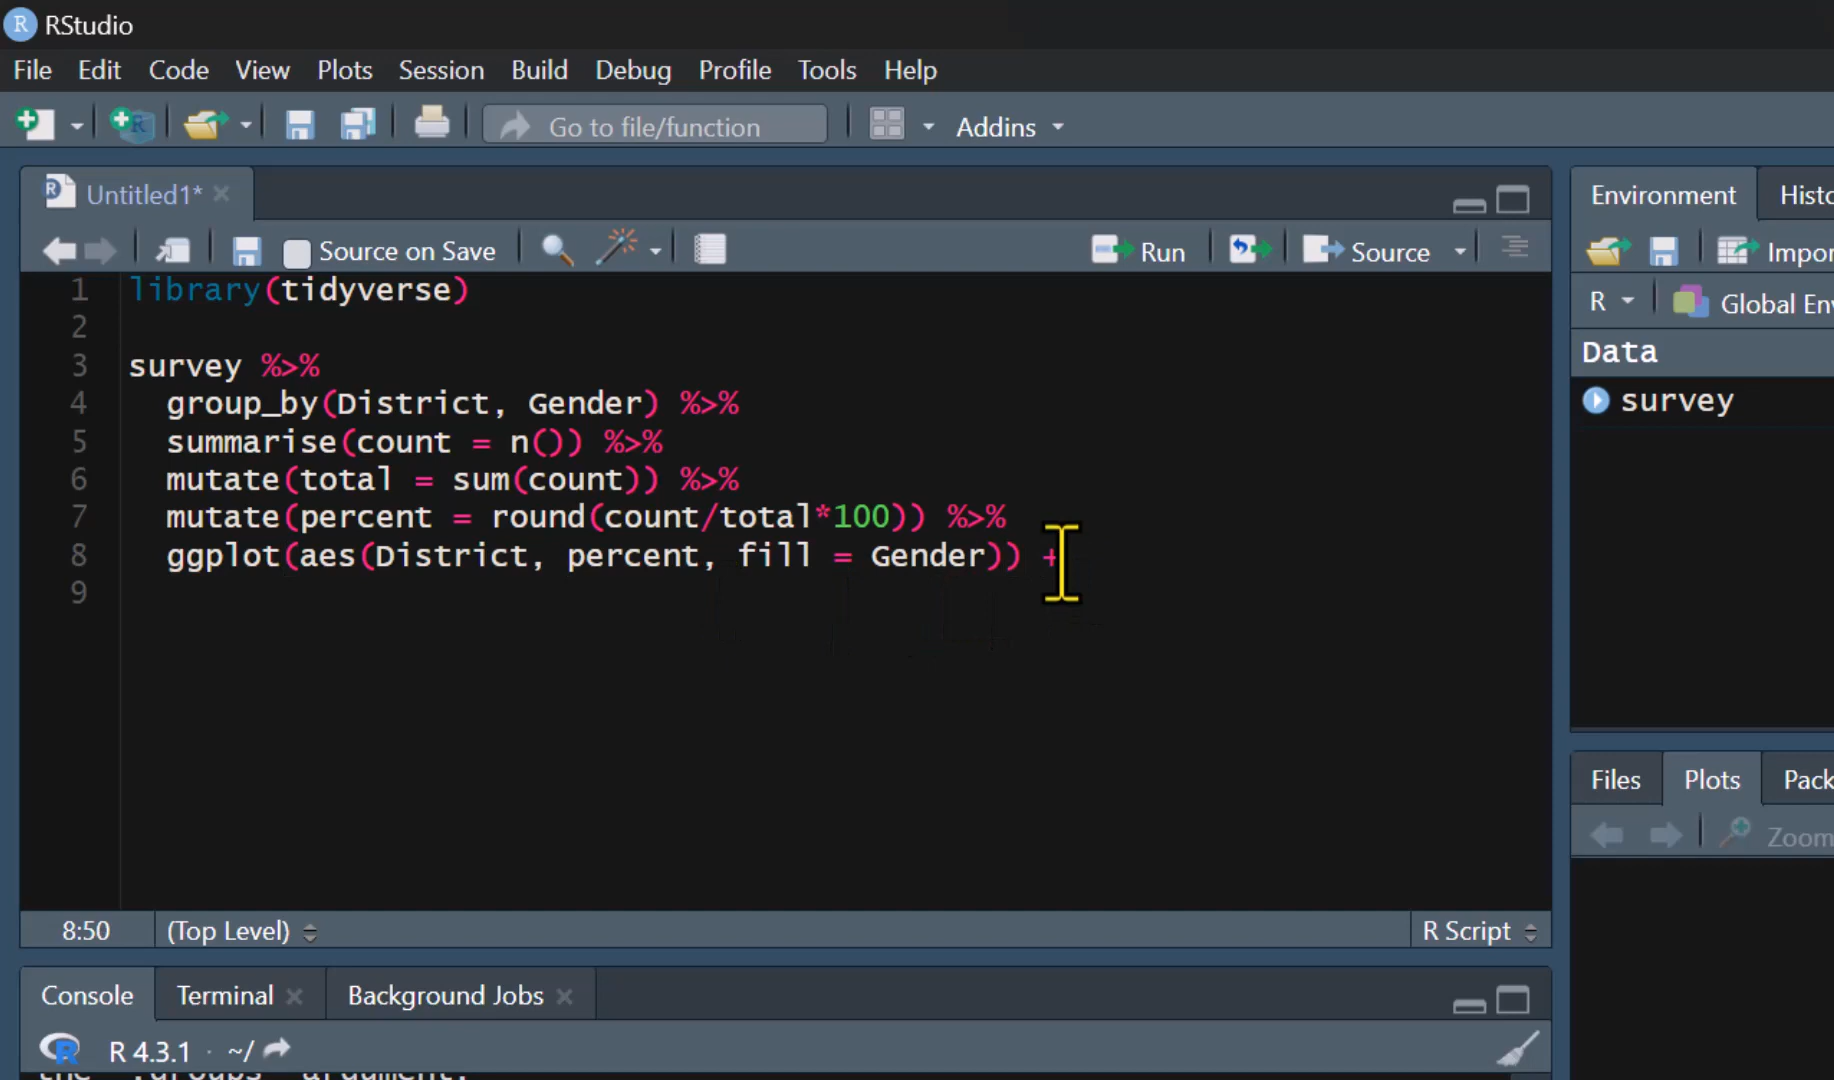 R RStudio
File Edit Code View Plots Session Build Debug Profile Tools Help
Go to file/function Addins
Untitled1*
Source on Save Run Source
1 library(tidyverse)
2
3 survey %>%
4 group_by(District, Gender) %>%
5 summarise(count = n()) %>%
6 mutate(total = sum(count)) %>%
7 mutate(percent = round(count/total*100)) %>%
8 ggplot(aes(District, percent, fill = Gender)) +
9
8:50 (Top Level) R Script
Console Terminal Background Jobs
R 4.3.1 · ~/
the `.groups` argument.
Environment Histo
Impor
R Global Env
Data
survey
Files Plots Pack
Zoom